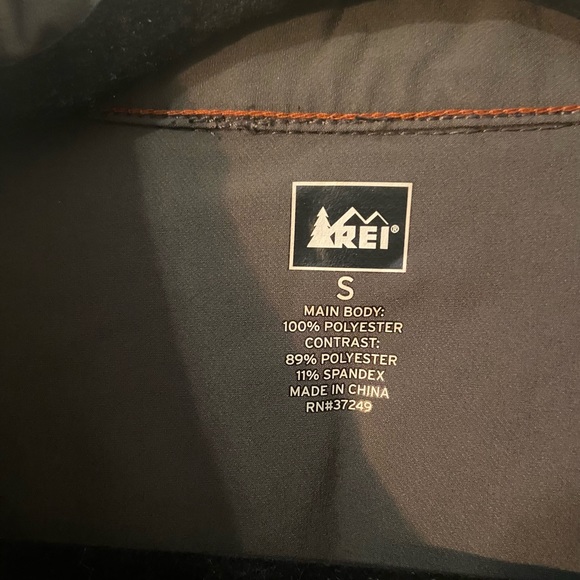 REI®
S
MAIN BODY:
100% POLYESTER
CONTRAST:
89% POLYESTER
11% SPANDEX
MADE IN CHINA
RN#37249